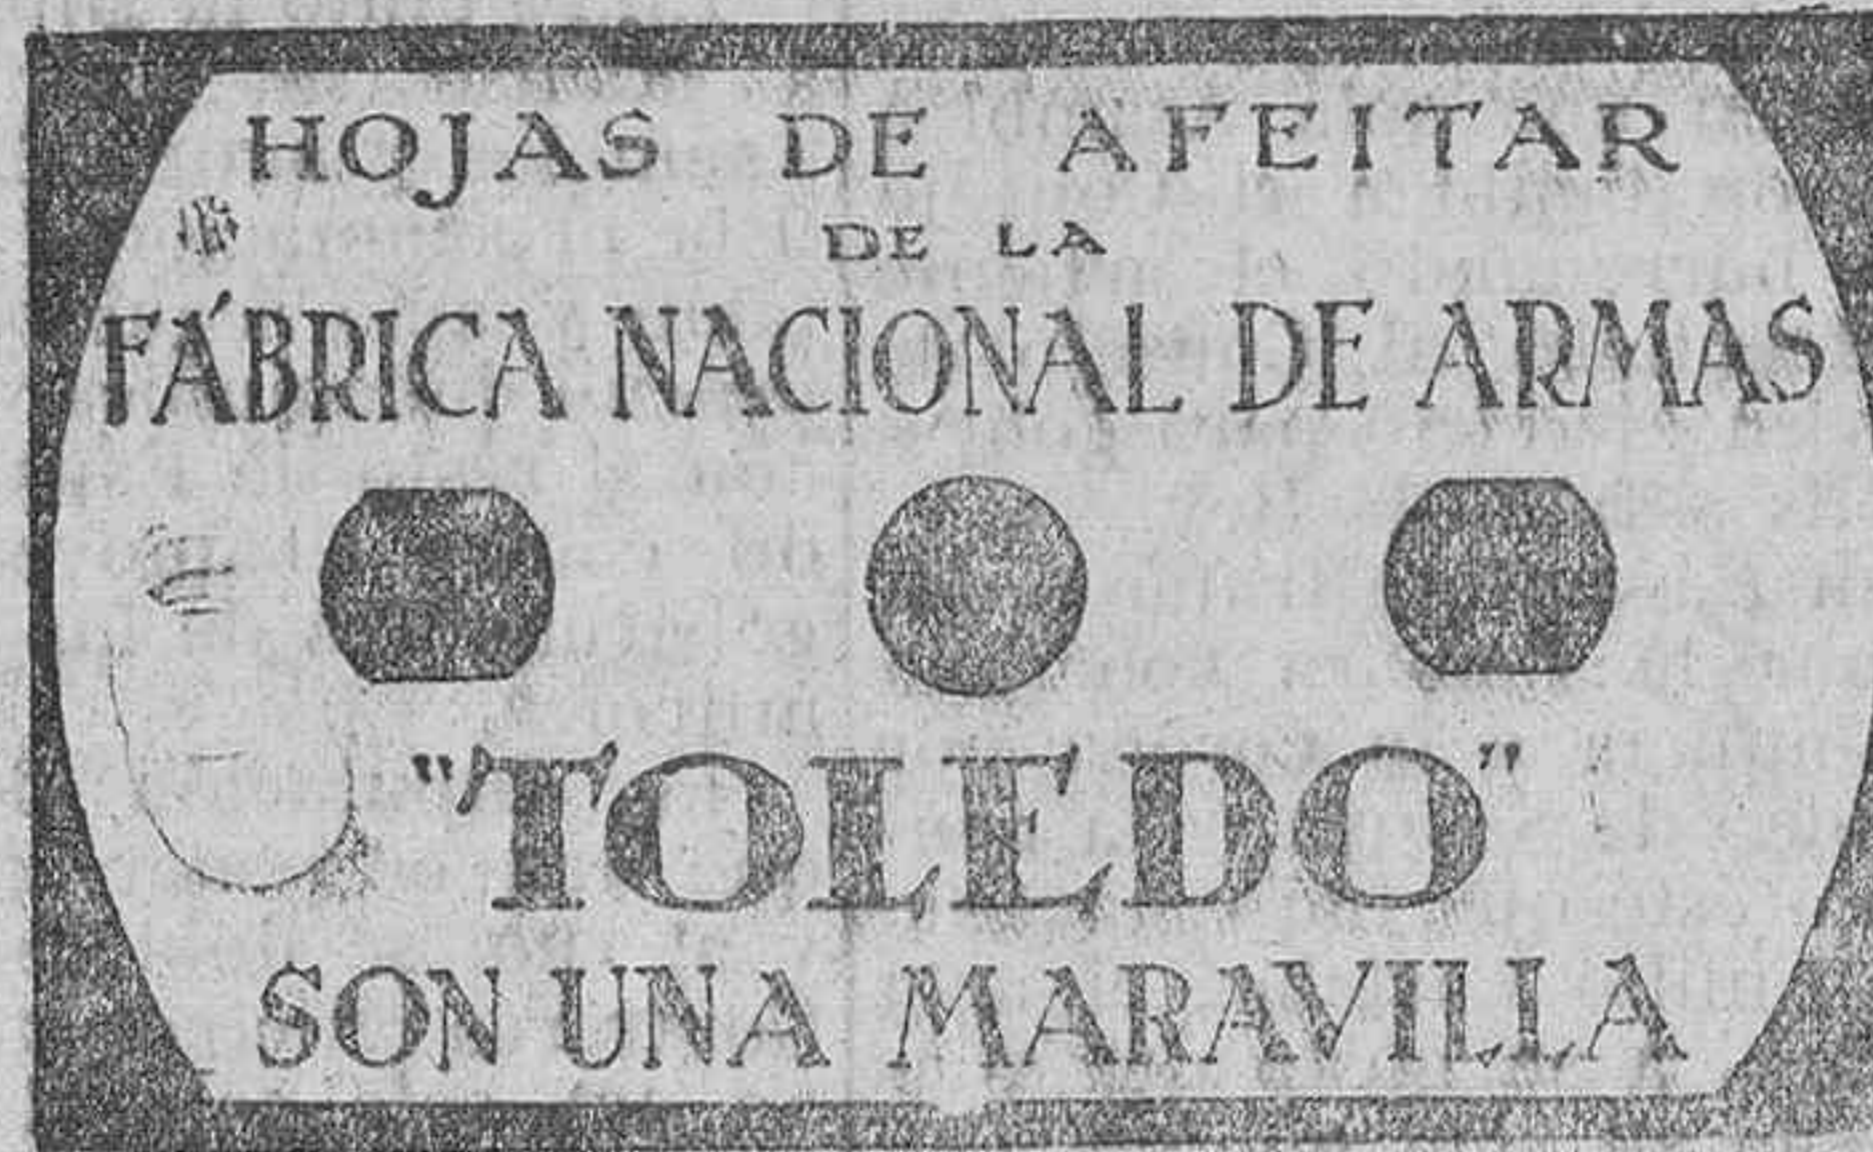 HOJAS DE AFEITAR
DE LA
FÁBRICA NACIONAL DE ARMAS
"TOLEDO"
SON UNA MARAVILLA